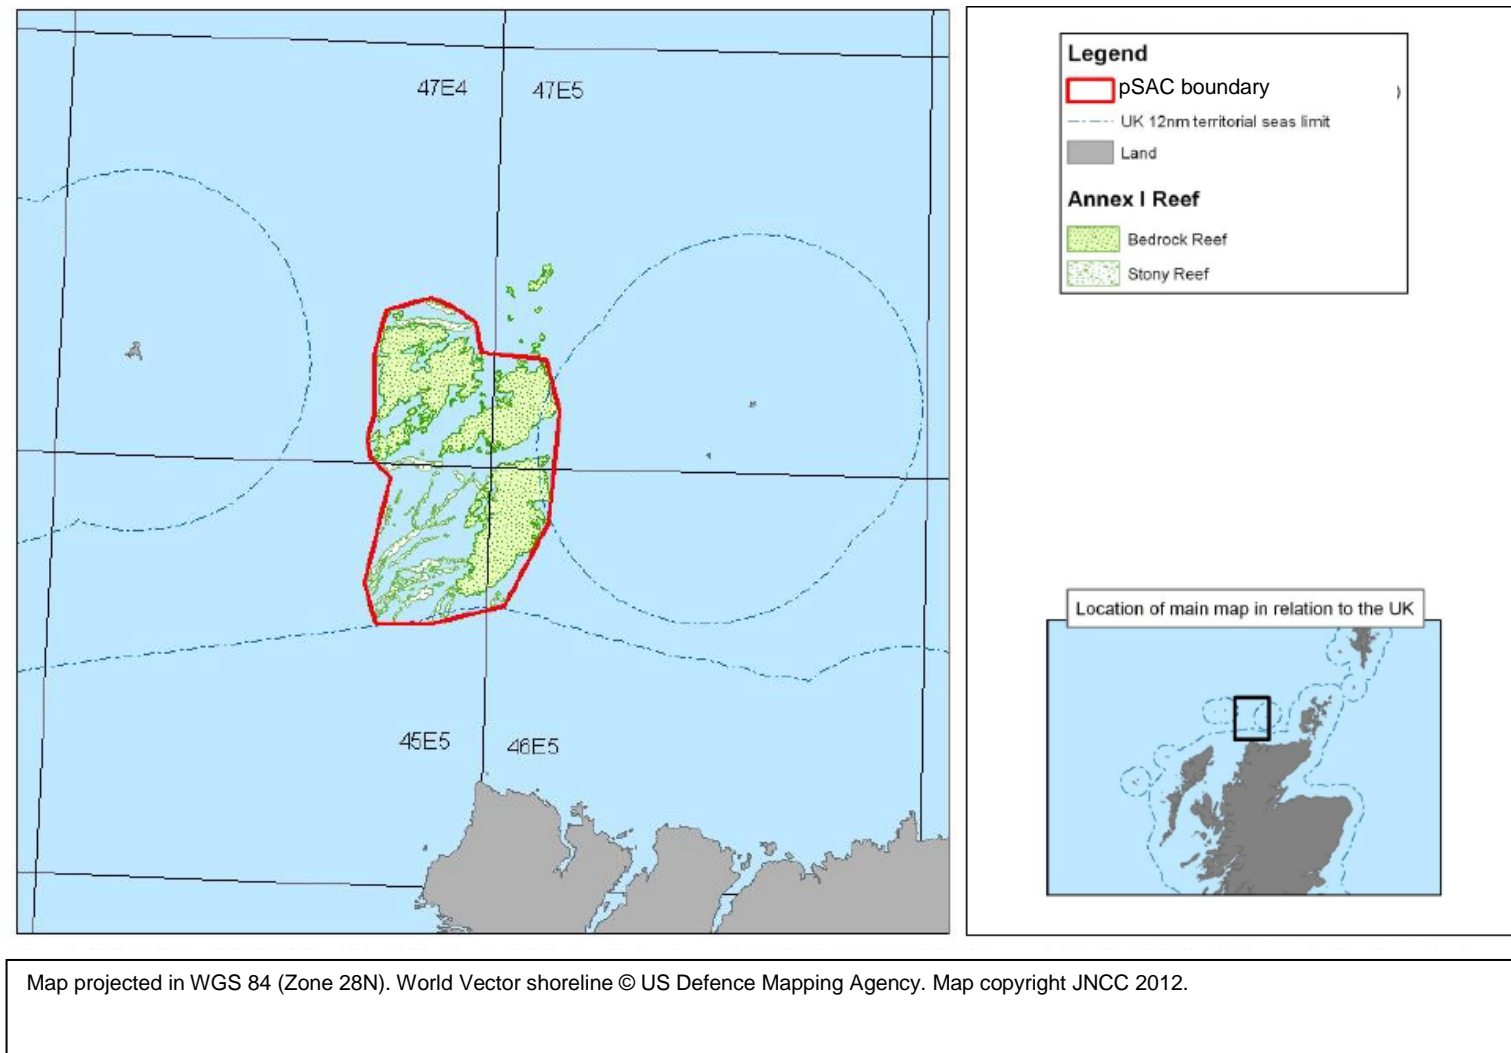 47E4
47E5
45E5
46E5
Legend
pSAC boundary
UK 12nm territorial seas limit
Land
Annex I Reef
Bedrock Reef
Stony Reef
Location of main map in relation to the UK
Map projected in WGS 84 (Zone 28N). World Vector shoreline © US Defence Mapping Agency. Map copyright JNCC 2012.